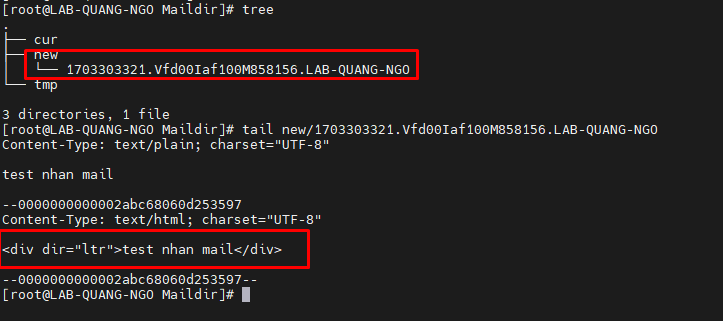 [root@LAB-QUANG-NGO Maildir]# tree
.
├── cur
├── new
│   └── 1703303321.Vfd00Iaf100M858156.LAB-QUANG-NGO
└── tmp

3 directories, 1 file
[root@LAB-QUANG-NGO Maildir]# tail new/1703303321.Vfd00Iaf100M858156.LAB-QUANG-NGO
Content-Type: text/plain; charset="UTF-8"

test nhan mail

--0000000000002abc68060d253597
Content-Type: text/html; charset="UTF-8"

<div dir="ltr">test nhan mail</div>

--0000000000002abc68060d253597--
[root@LAB-QUANG-NGO Maildir]#